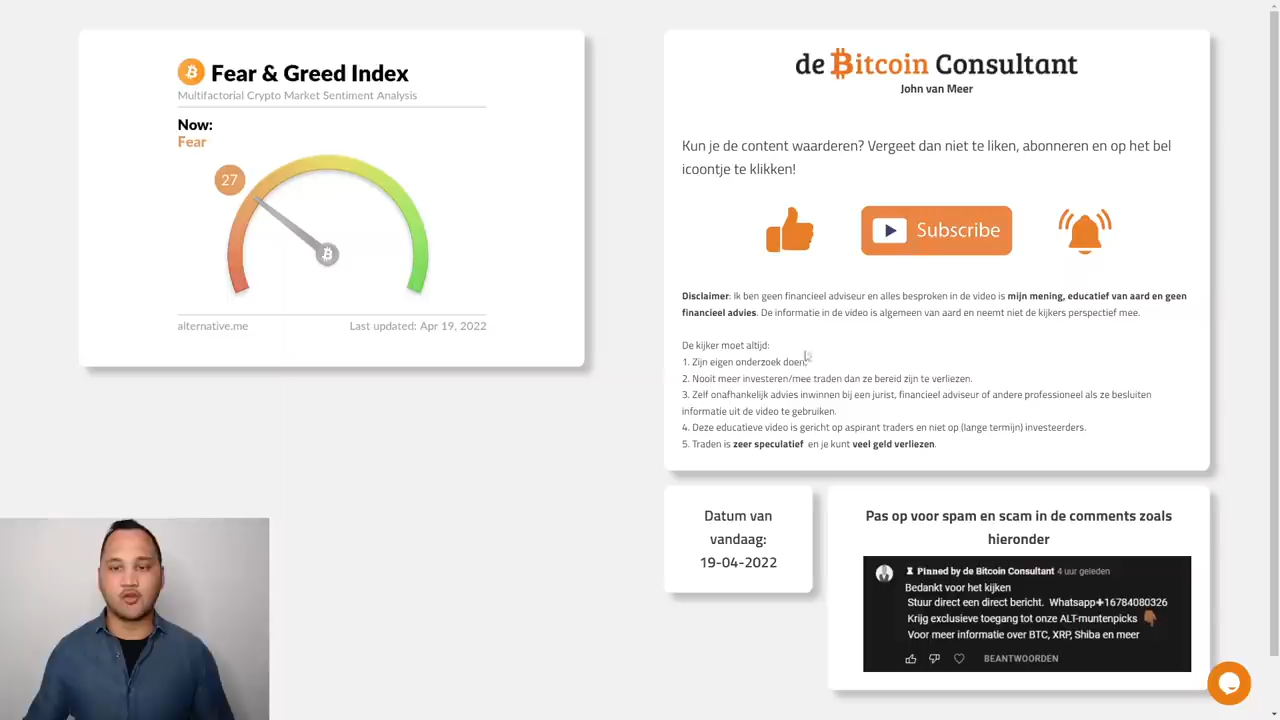 Fear & Greed Index
Multifactorial Crypto Market Sentiment Analysis
Now:
Fear
27
alternative.me
Last updated: Apr 19, 2022
de Bitcoin Consultant
John van Meer
Kun je de content waarderen? Vergeet dan niet te liken, abonneren en op het bel
icoontje te klikken!
Subscribe
Disclaimer: Ik ben geen financieel adviseur en alles besproken in de video is mijn mening, educatief van aard en geen
financieel advies. De informatie in de video is algemeen van aard en neemt niet de kijkers perspectief mee.
De kijker moet altijd:
1. Zijn eigen onderzoek doen;
2. Nooit meer investeren/mee traden dan ze bereid zijn te verliezen.
3. Zelf onafhankelijk advies inwinnen bij een jurist, financieel adviseur of andere professioneel als ze besluiten
informatie uit de video te gebruiken.
4. Deze educatieve video is gericht op aspirant traders en niet op (lange termijn) investeerders.
5. Traden is zeer speculatief en je kunt veel geld verliezen.
Datum van
vandaag:
19-04-2022
Pas op voor spam en scam in de comments zoals
hieronder
Pinned by de Bitcoin Consultant 4 uur geleden
Bedankt voor het kijken
Stuur direct een direct bericht. Whatsapp+16784080326
Krijg exclusieve toegang tot onze ALT-muntenpicks
Voor meer informatie over BTC, XRP, Shiba en meer
BEANTWOORDEN